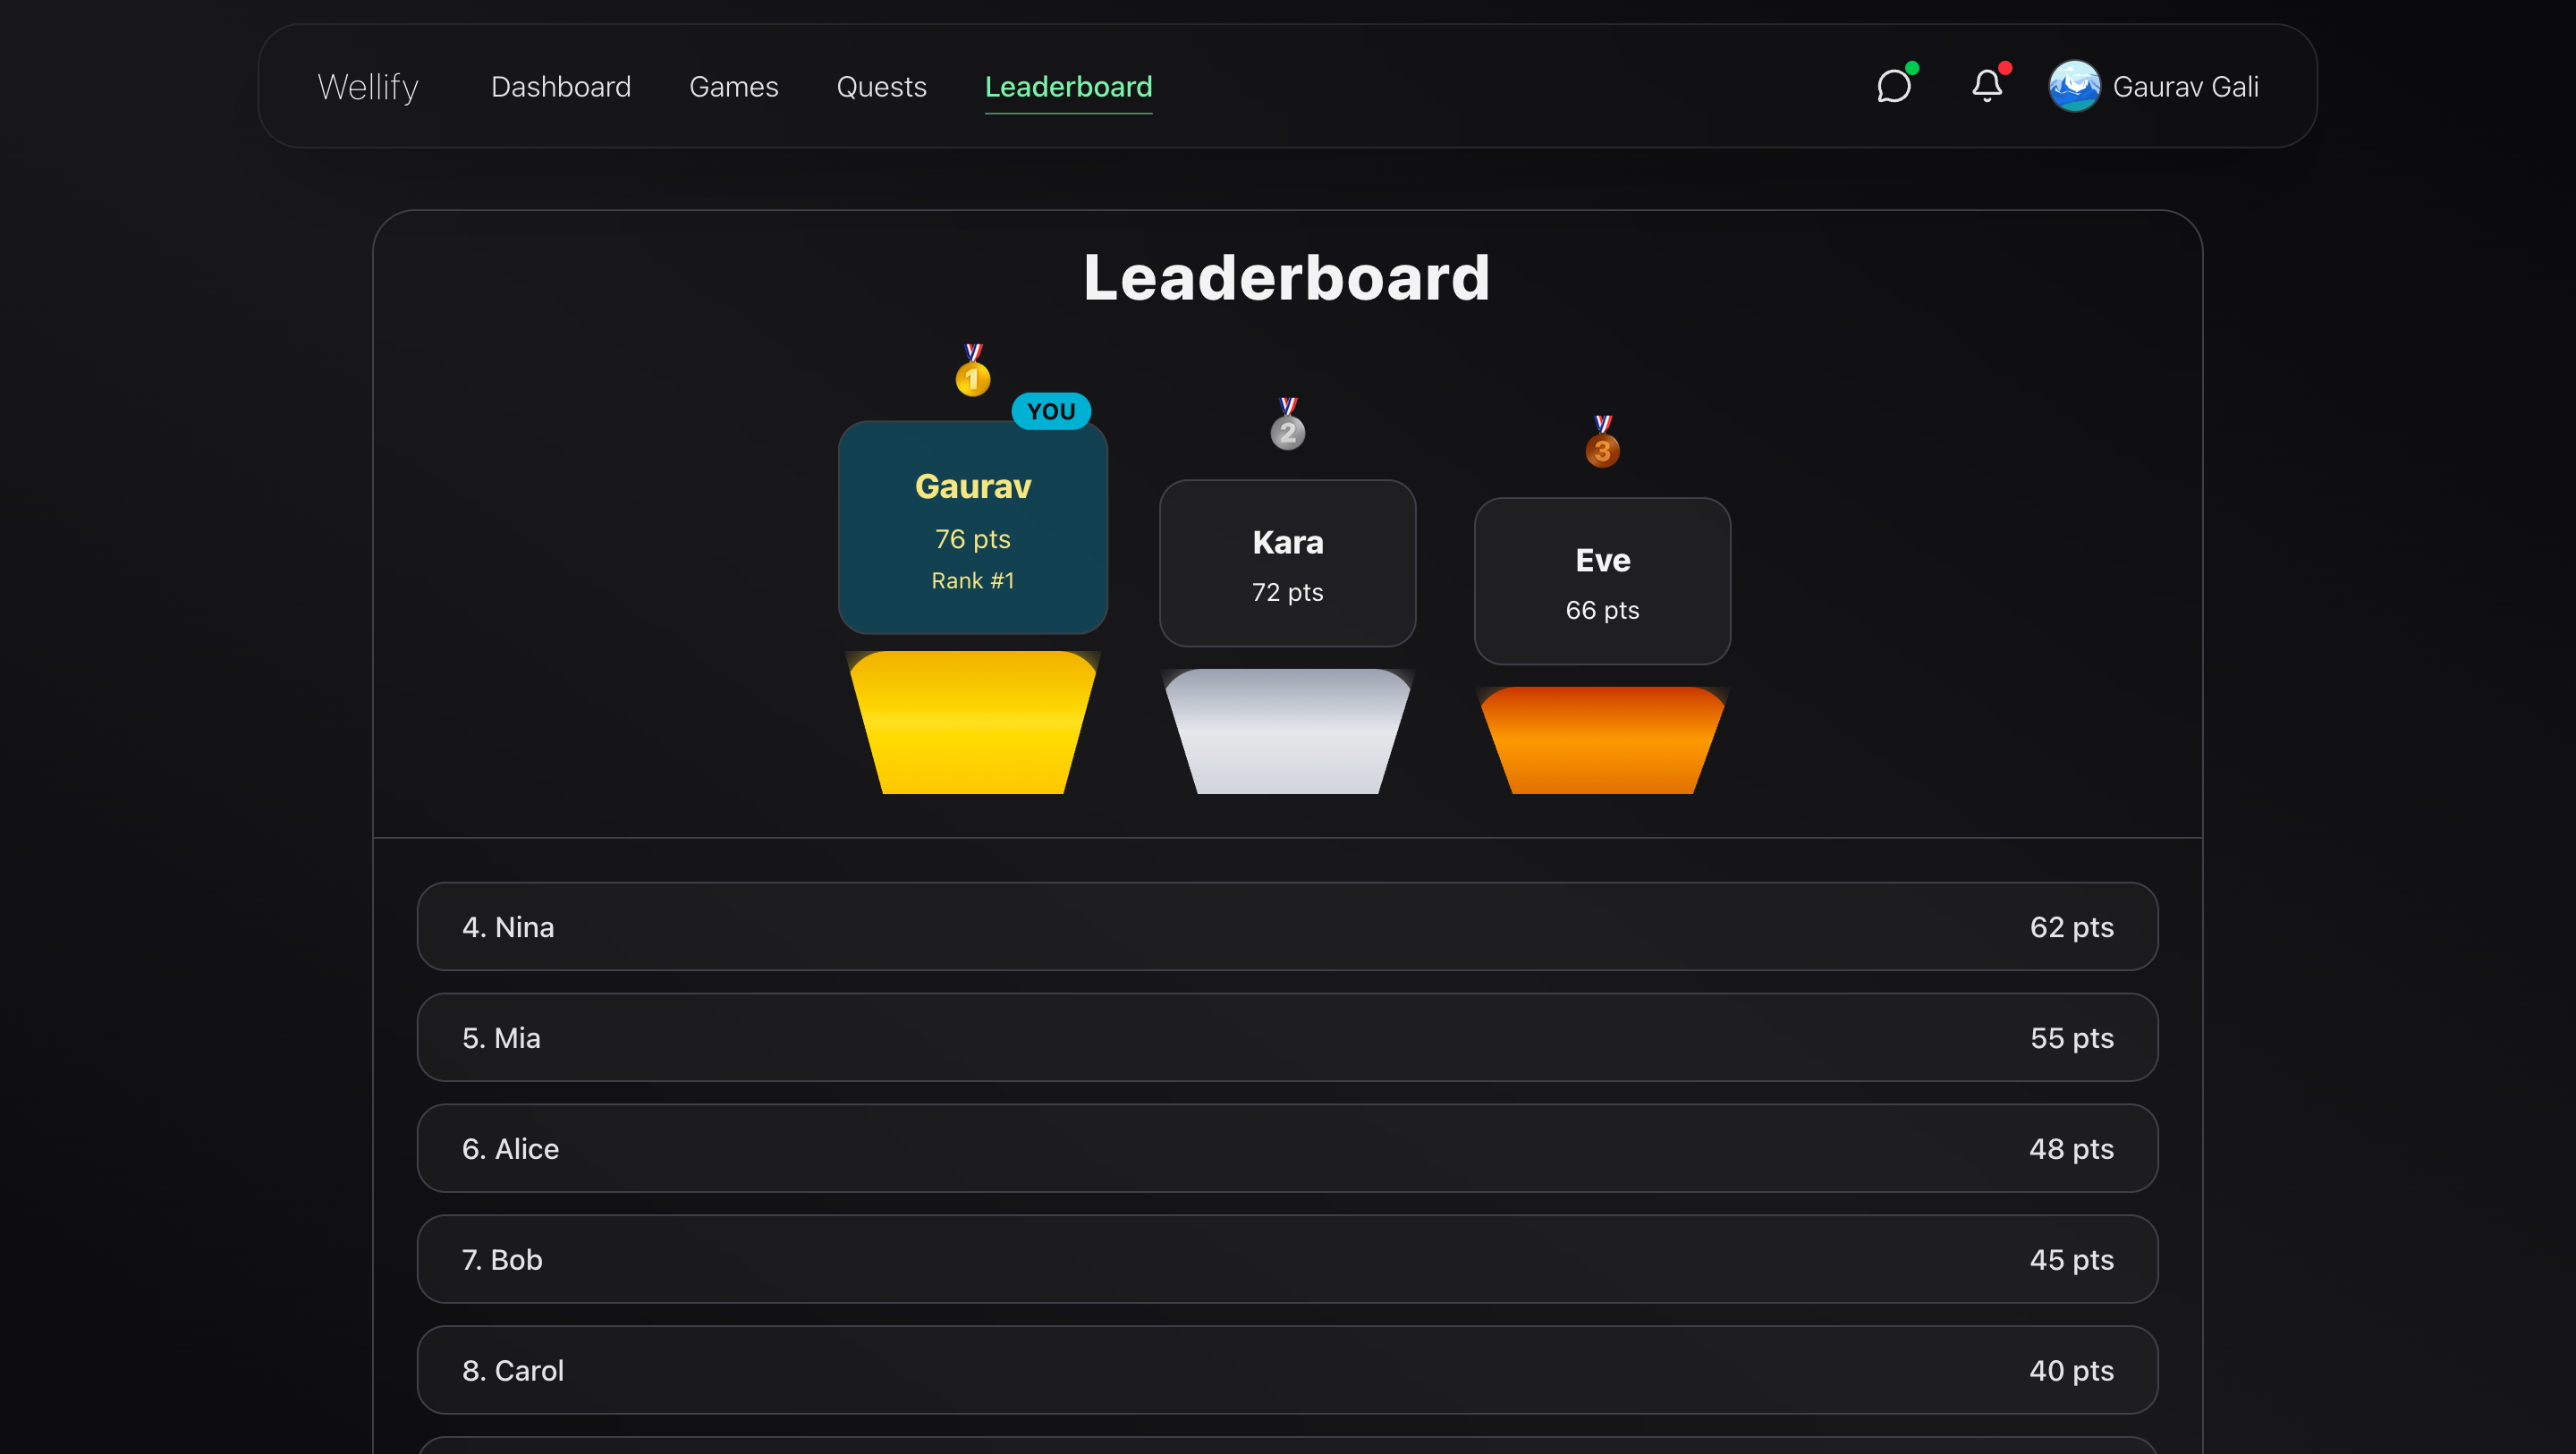 Wellify
Dashboard
Games
Quests
Leaderboard
Gaurav Gali
Leaderboard
1
YOU
Gaurav
76 pts
Rank #1
2
Kara
72 pts
3
Eve
66 pts
4. Nina
62 pts
5. Mia
55 pts
6. Alice
48 pts
7. Bob
45 pts
8. Carol
40 pts